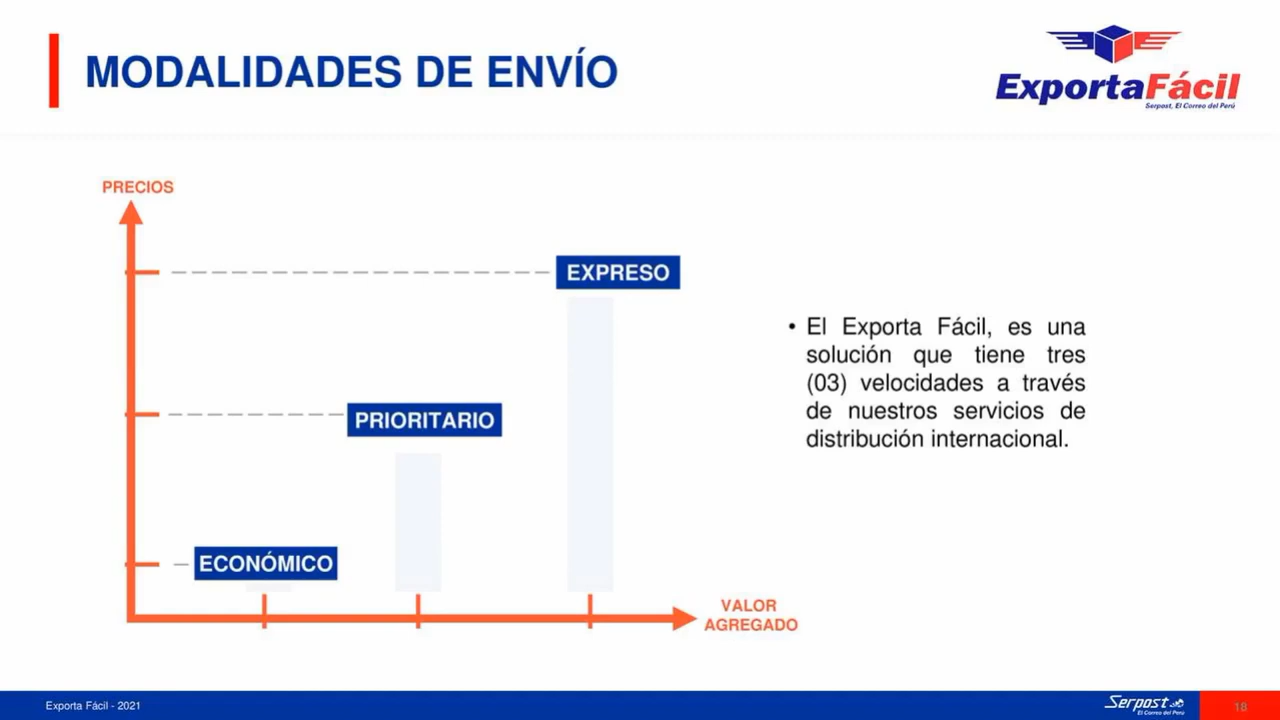 MODALIDADES DE ENVÍO
ExportaFácil
Serpost, El Correo del Perú
PRECIOS
EXPRESO
PRIORITARIO
ECONÓMICO
VALOR
AGREGADO
• El Exporta Fácil, es una
solución que tiene tres
(03) velocidades a través
de nuestros servicios de
distribución internacional.
Exporta Fácil - 2021
Serpost
El Correo del Perú
18